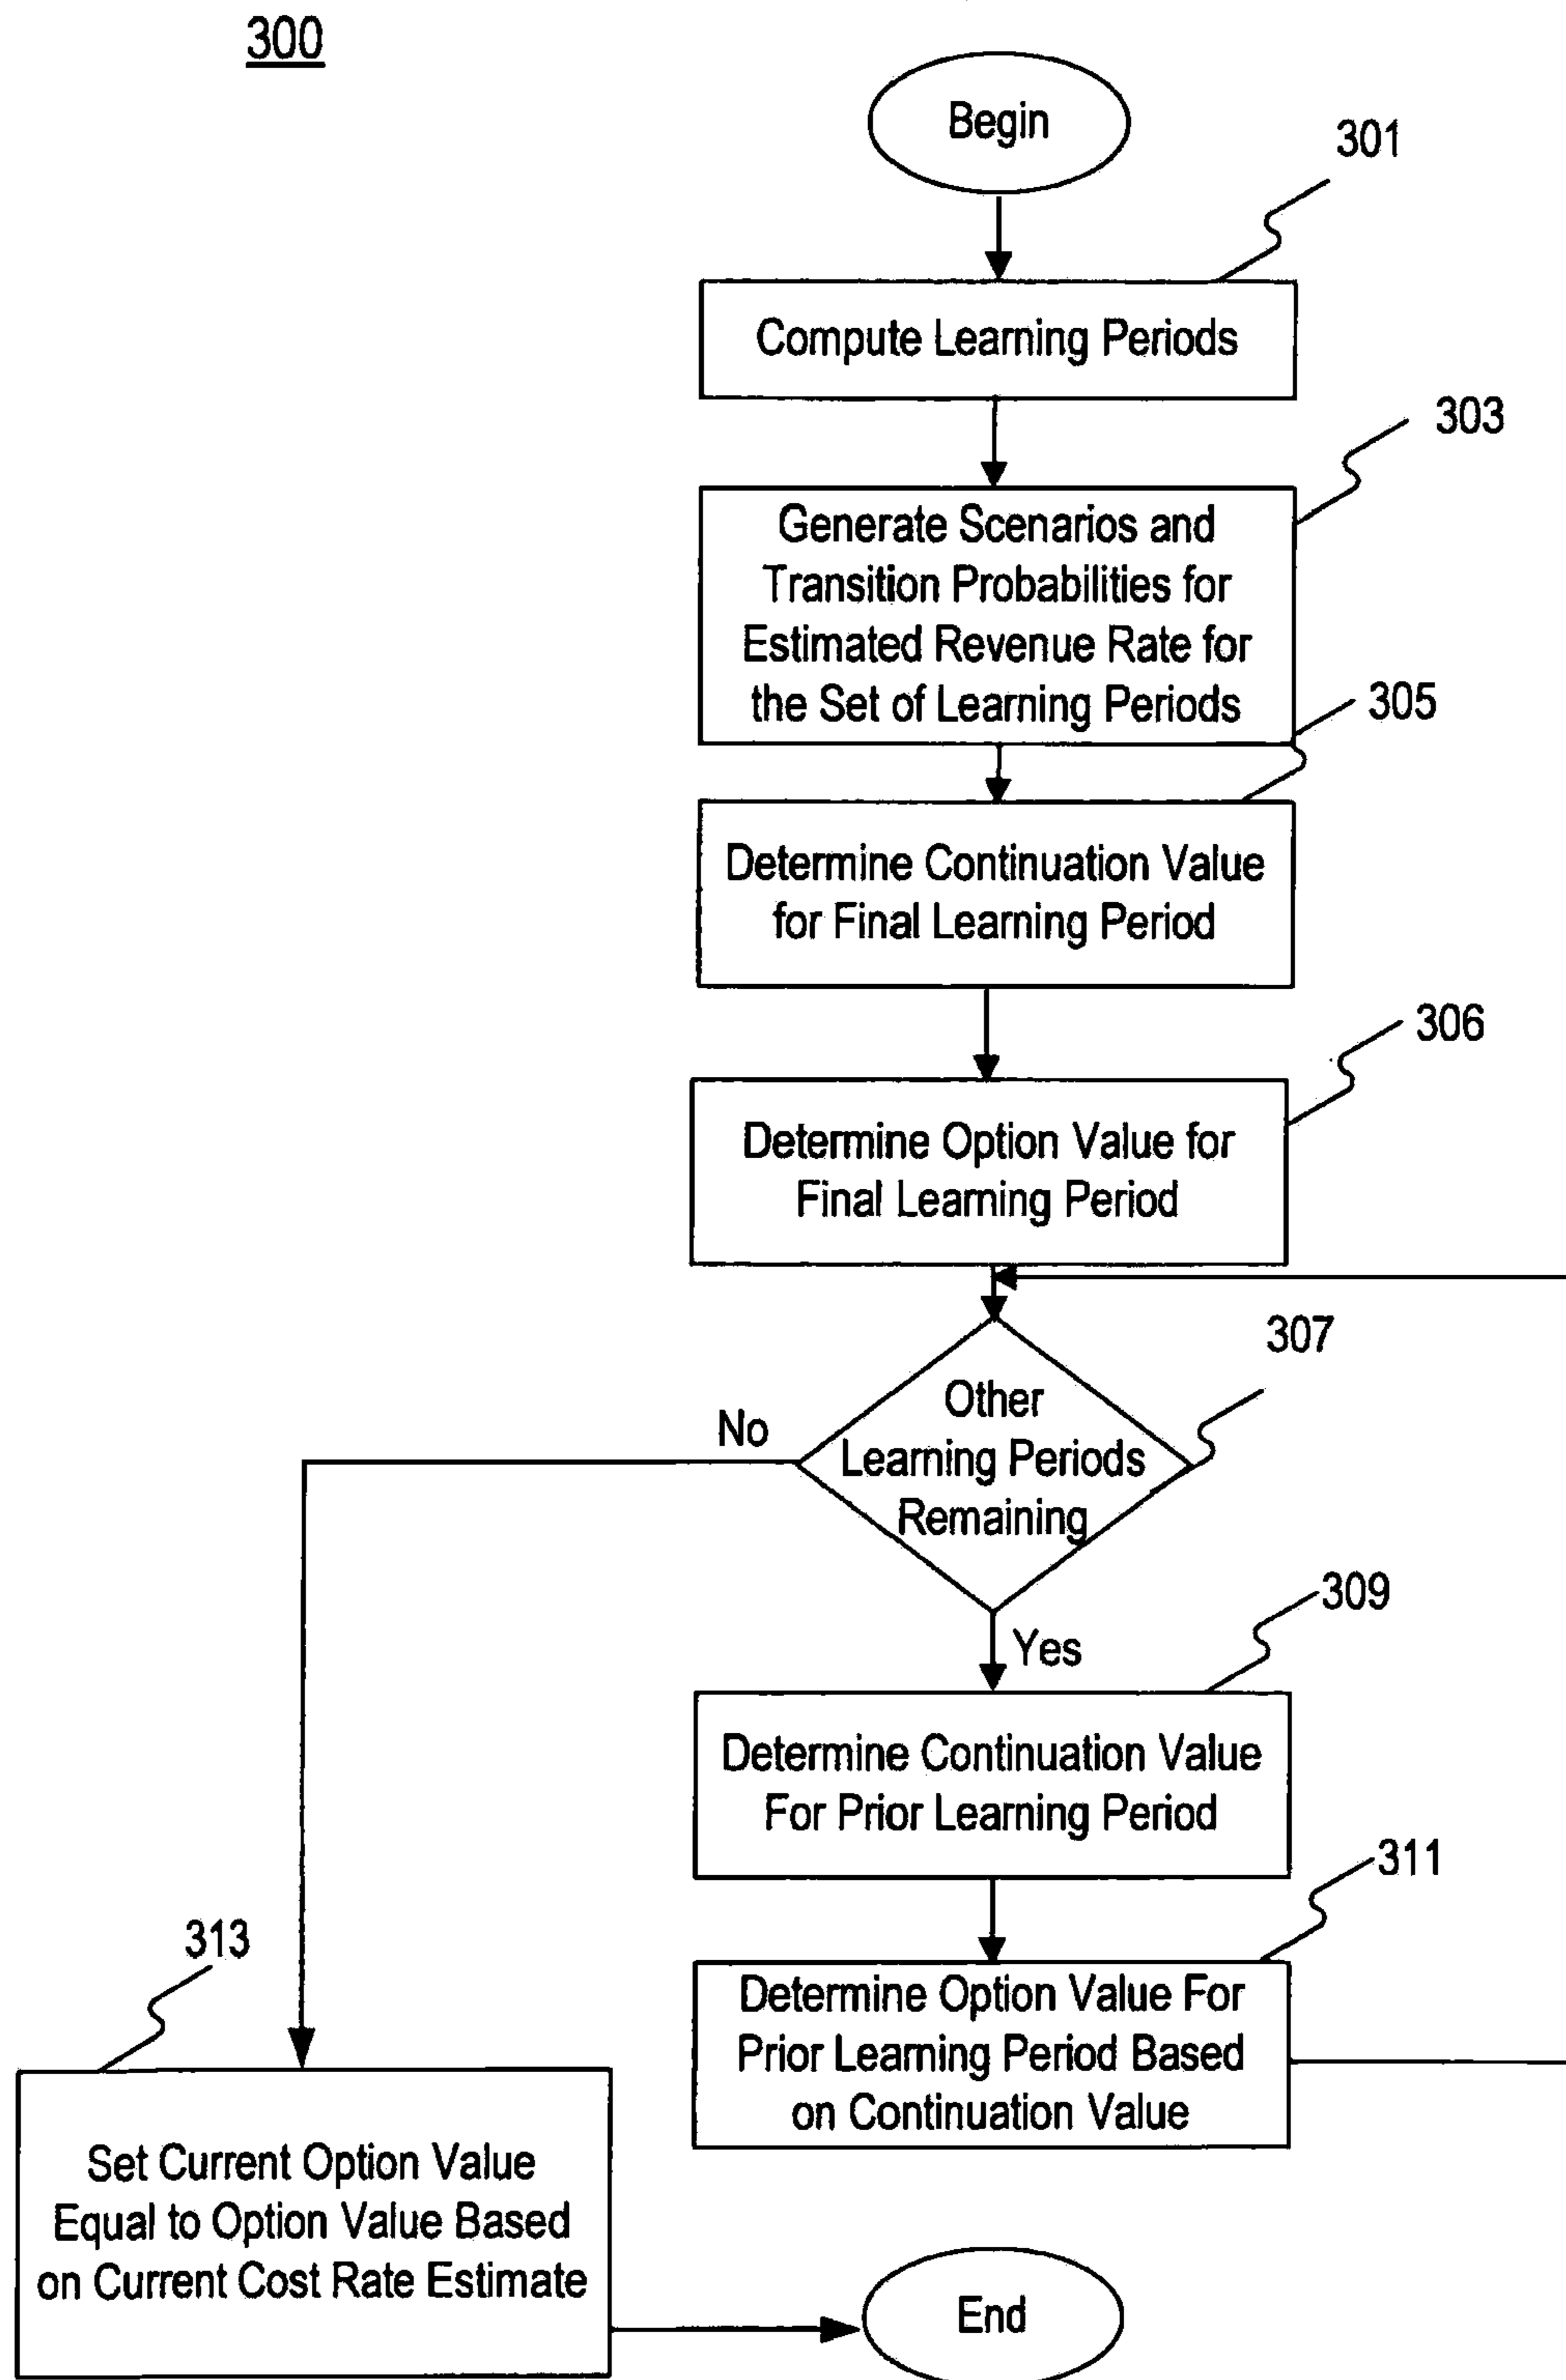 300
Begin
301
Compute Learning Periods
303
Generate Scenarios and
Transition Probabilities for
Estimated Revenue Rate for
the Set of Learning Periods
305
Determine Continuation Value
for Final Learning Period
306
Determine Option Value for
Final Learning Period
307
Other
Learning Periods
Remaining
No
Yes
309
Determine Continuation Value
For Prior Learning Period
311
Determine Option Value For
Prior Learning Period Based
on Continuation Value
313
Set Current Option Value
Equal to Option Value Based
on Current Cost Rate Estimate
End